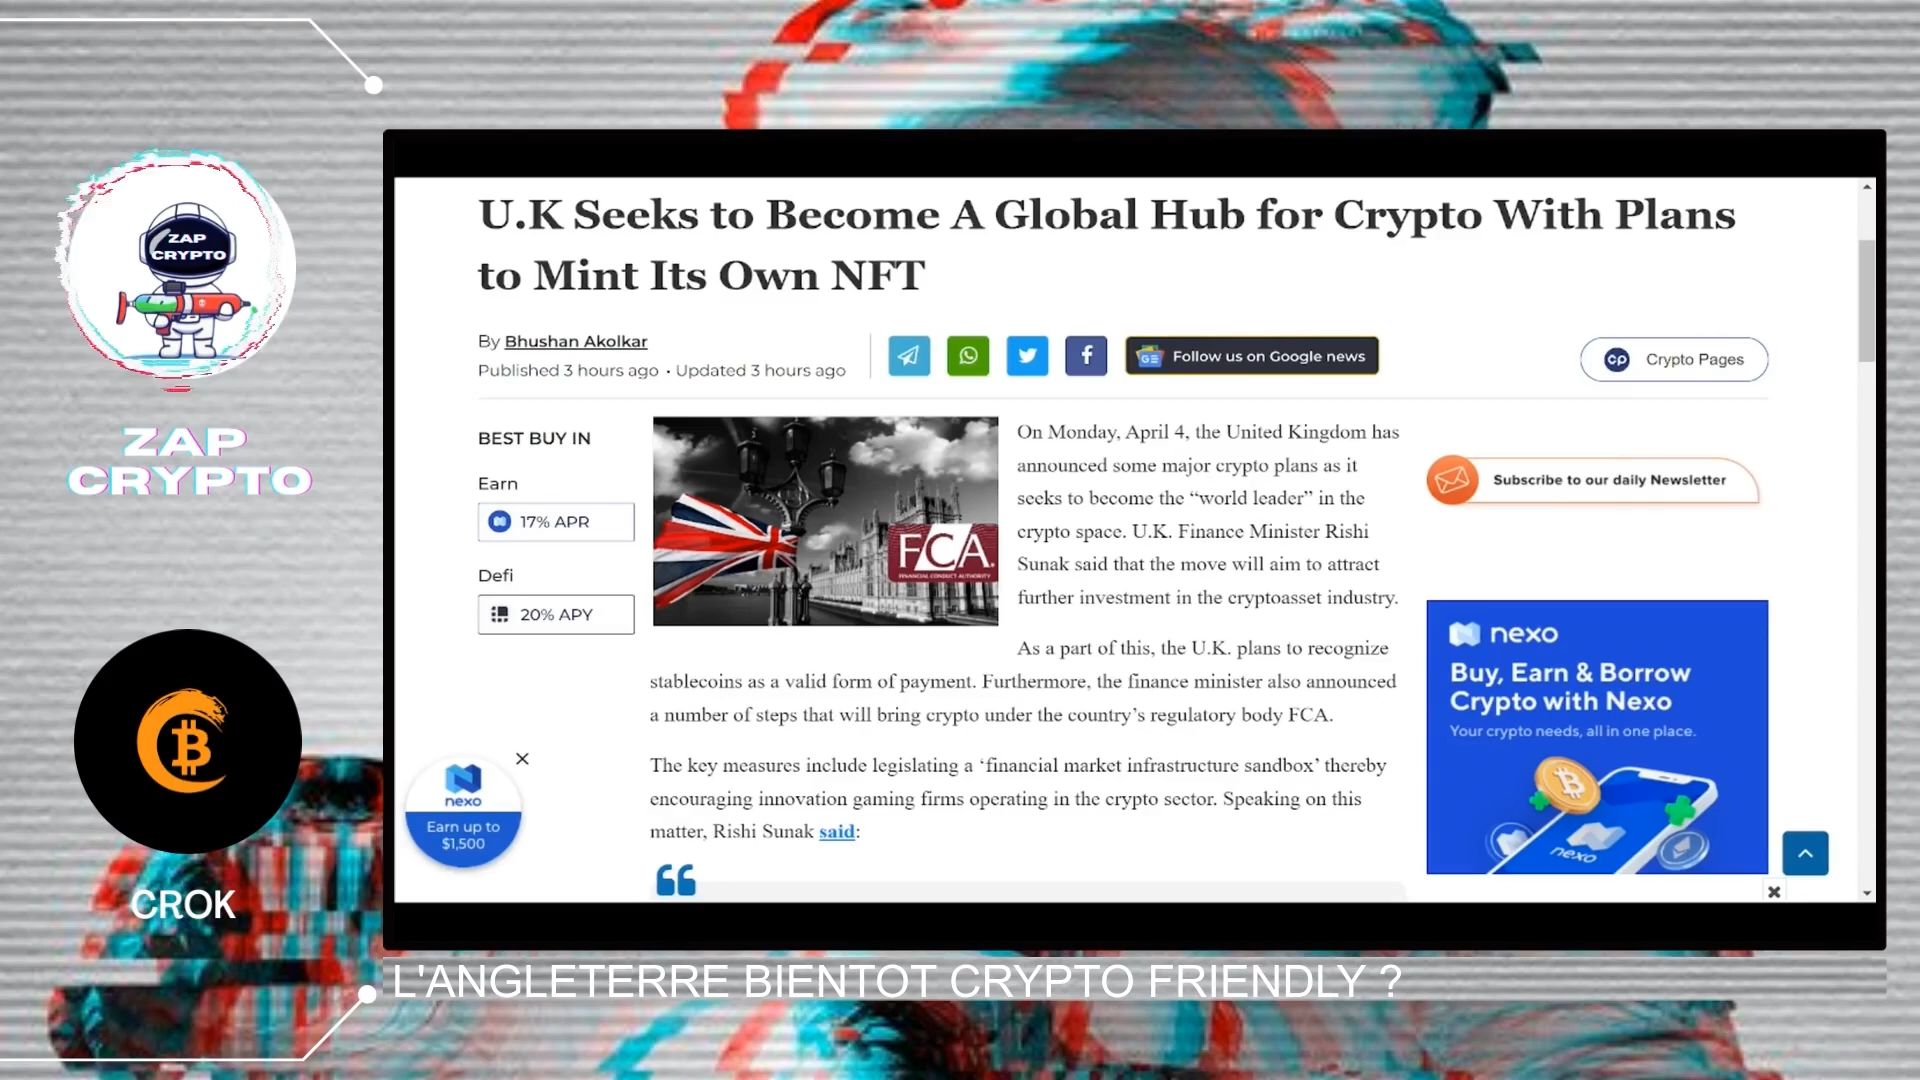 ZAP
CRYPTO
ZAP
CRYPTO
CROK
U.K Seeks to Become A Global Hub for Crypto With Plans
to Mint Its Own NFT
By Bhushan Akolkar
Published 3 hours ago • Updated 3 hours ago
GE
Follow us on Google news
cp
Crypto Pages
BEST BUY IN
Earn
17% APR
Defi
20% APY
FCA
FINANCIAL CONDUCT AUTHORITY
On Monday, April 4, the United Kingdom has
announced some major crypto plans as it
seeks to become the “world leader” in the
crypto space. U.K. Finance Minister Rishi
Sunak said that the move will aim to attract
further investment in the cryptoasset industry.
As a part of this, the U.K. plans to recognize
stablecoins as a valid form of payment. Furthermore, the finance minister also announced
a number of steps that will bring crypto under the country’s regulatory body FCA.
The key measures include legislating a ‘financial market infrastructure sandbox’ thereby
encouraging innovation gaming firms operating in the crypto sector. Speaking on this
matter, Rishi Sunak said:
Subscribe to our daily Newsletter
nexo
Buy, Earn & Borrow
Crypto with Nexo
Your crypto needs, all in one place.
nexo
nexo
Earn up to
$1,500
L'ANGLETERRE BIENTOT CRYPTO FRIENDLY ?